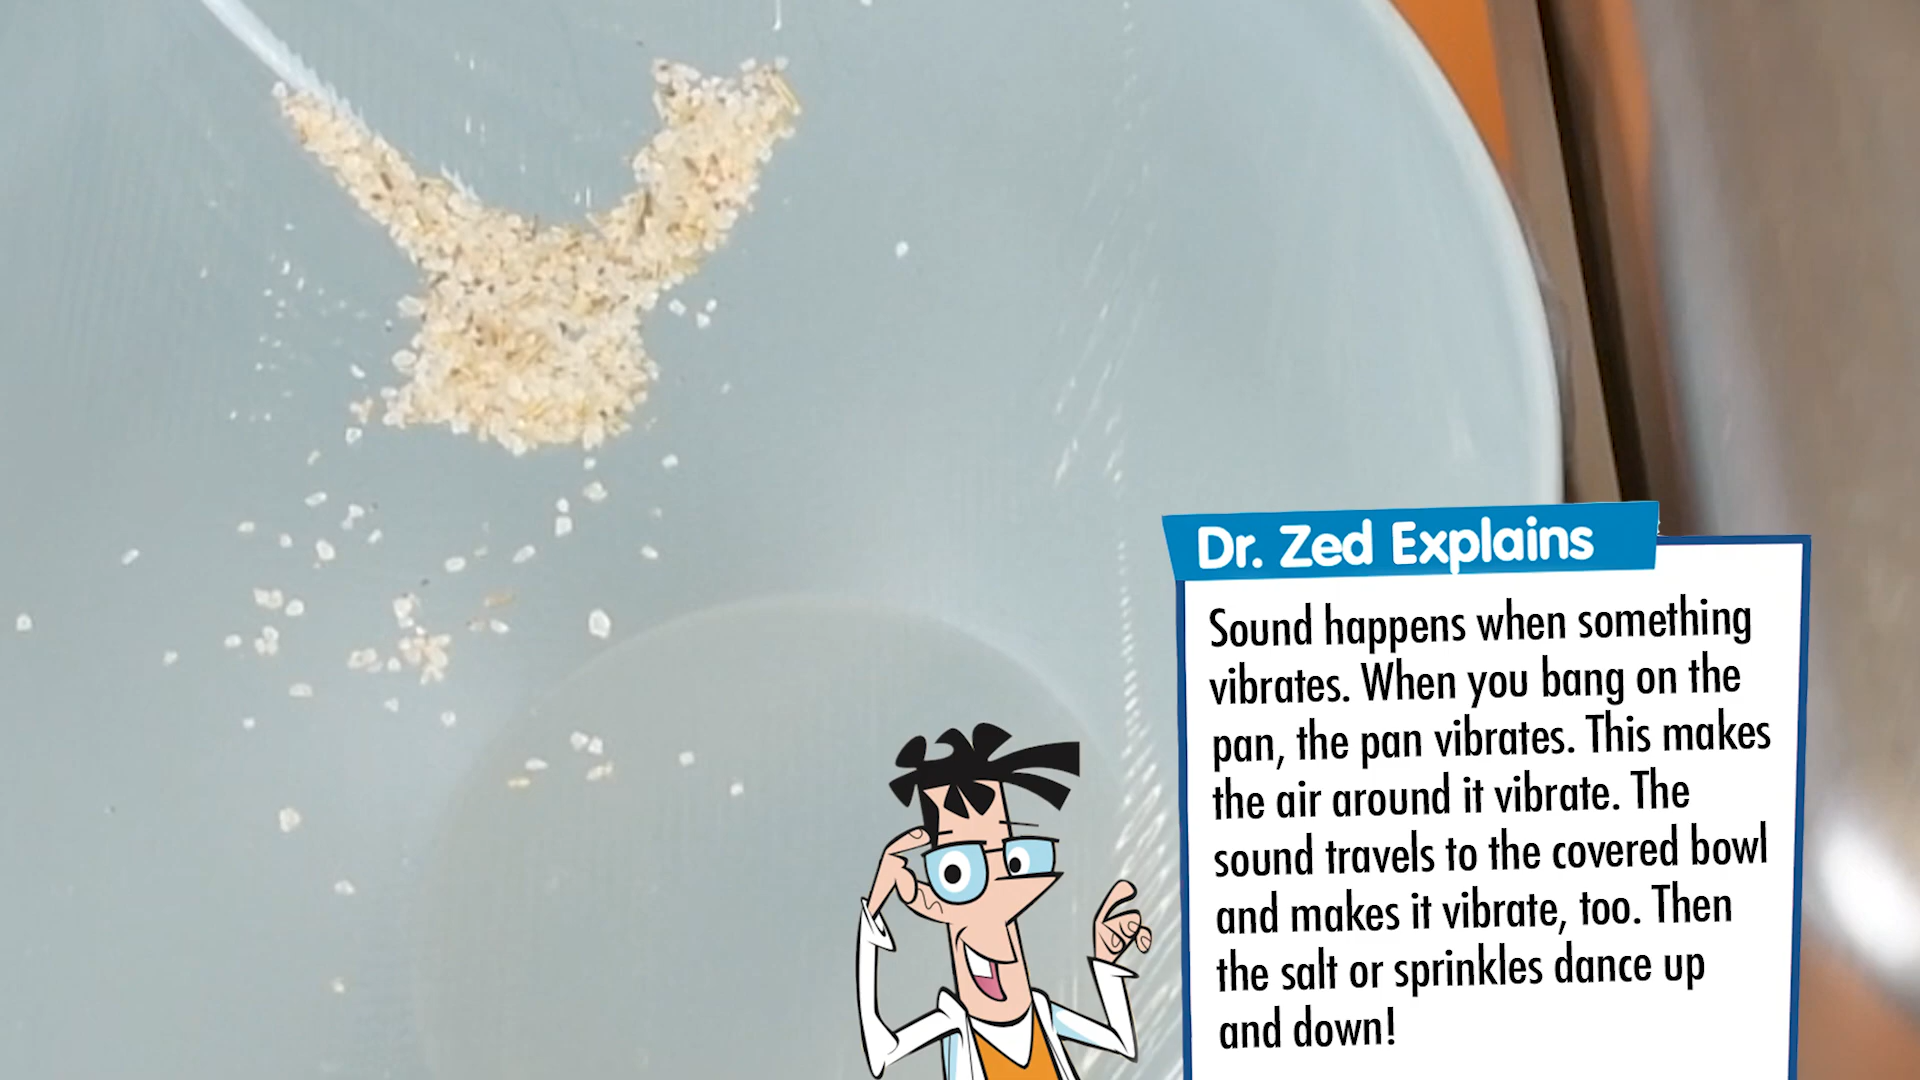 Dr. Zed Explains
Sound happens when something
vibrates. When you bang on the
pan, the pan vibrates. This makes
the air around it vibrate. The
sound travels to the covered bowl
and makes it vibrate, too. Then
the salt or sprinkles dance up
and down!